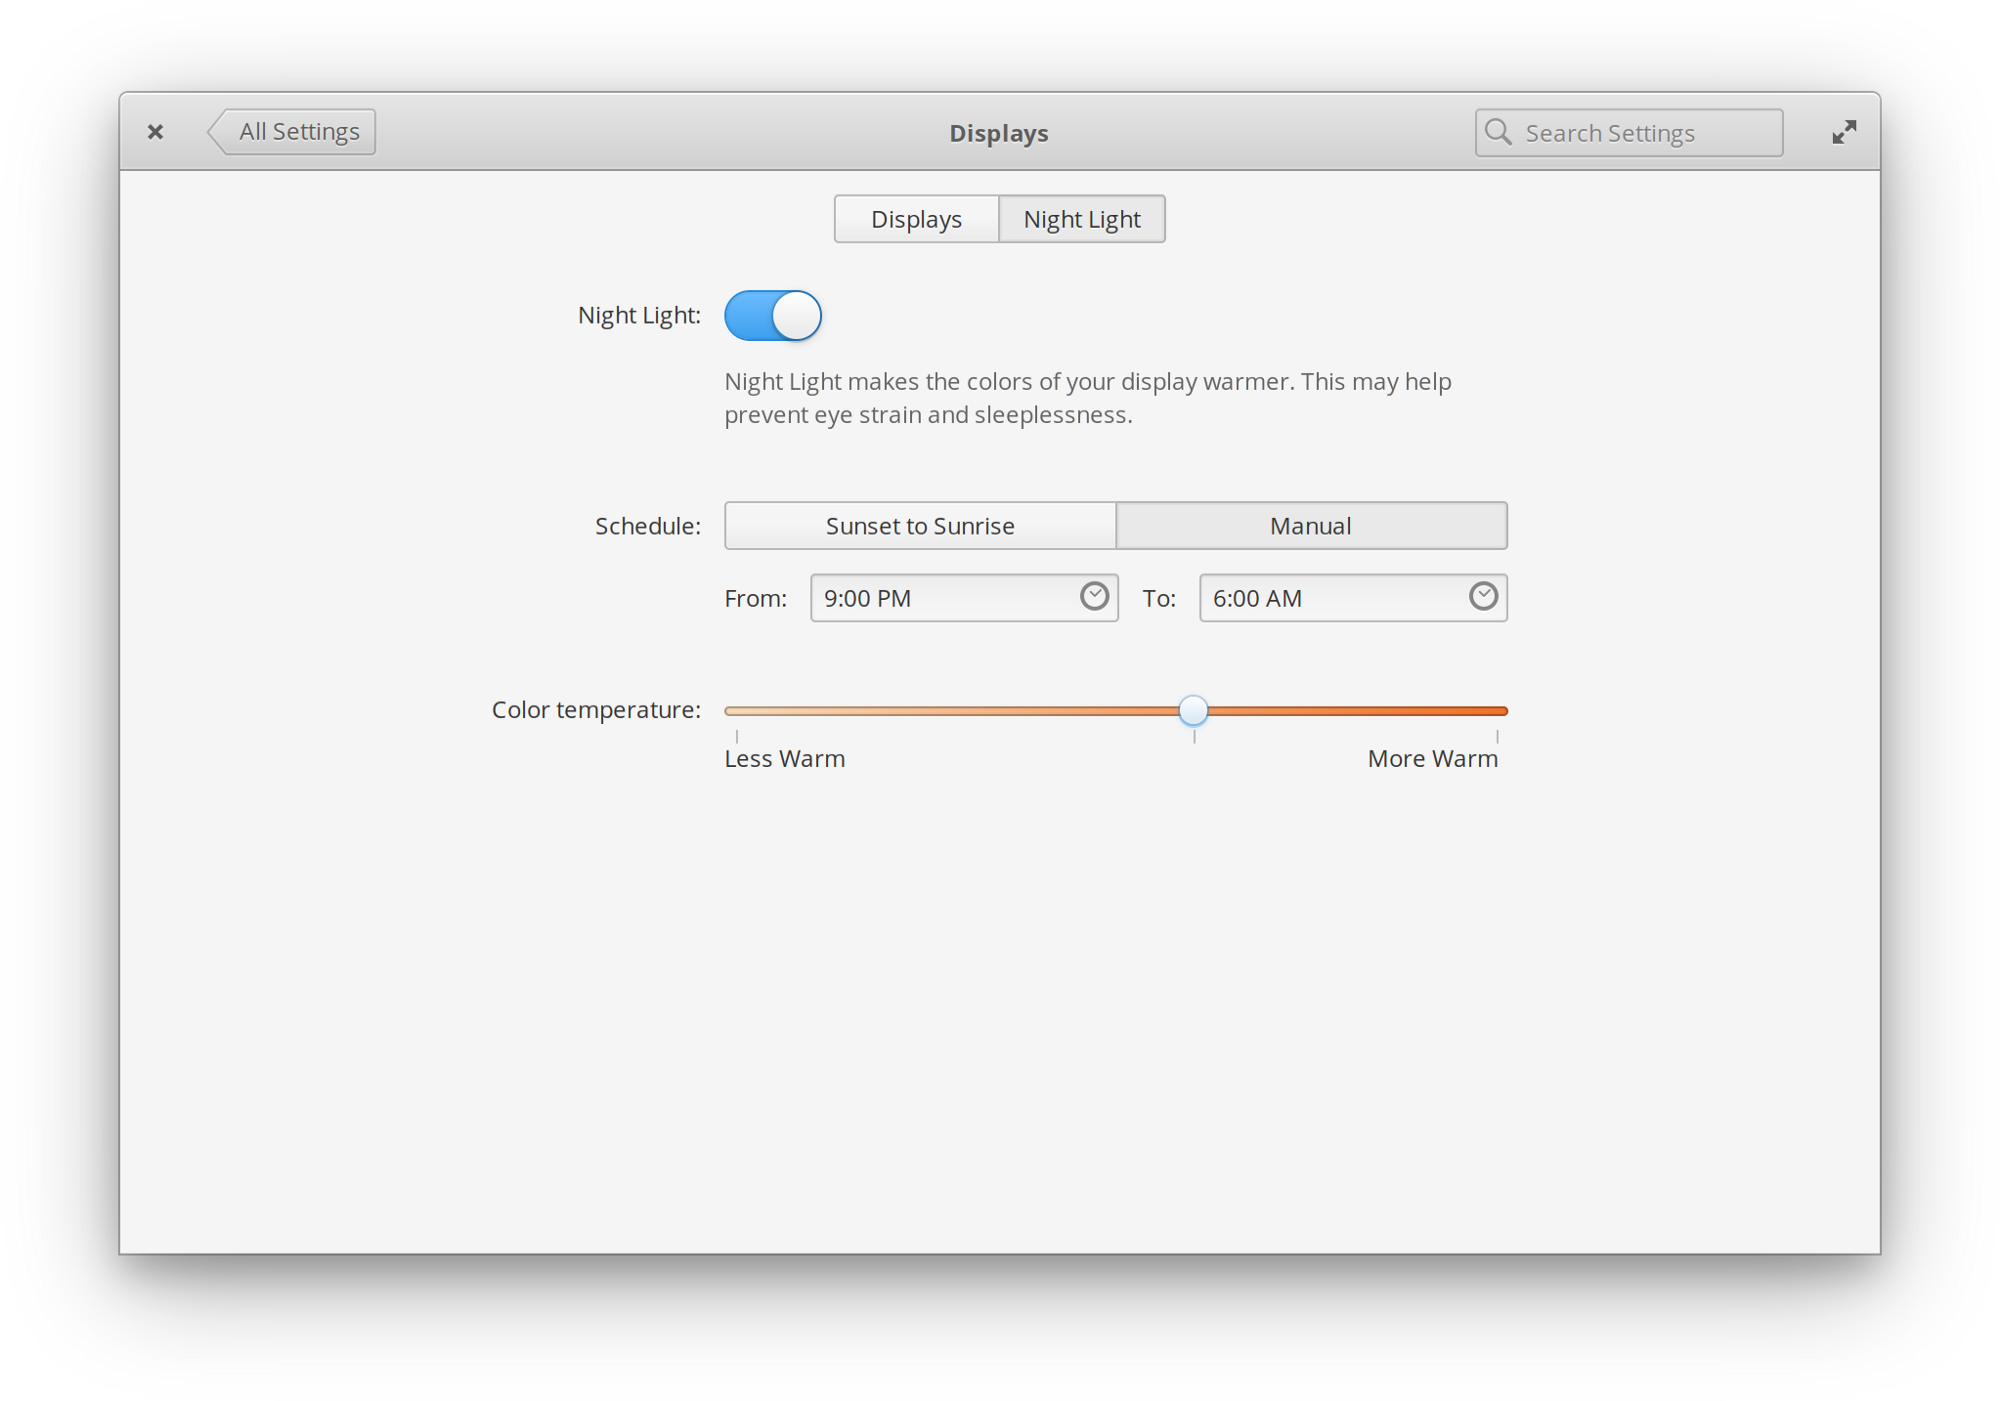 All Settings
Displays
Search Settings
Displays
Night Light
Night Light:
Night Light makes the colors of your display warmer. This may help
prevent eye strain and sleeplessness.
Schedule:
Sunset to Sunrise
Manual
From:
9:00 PM
To:
6:00 AM
Color temperature:
Less Warm
More Warm